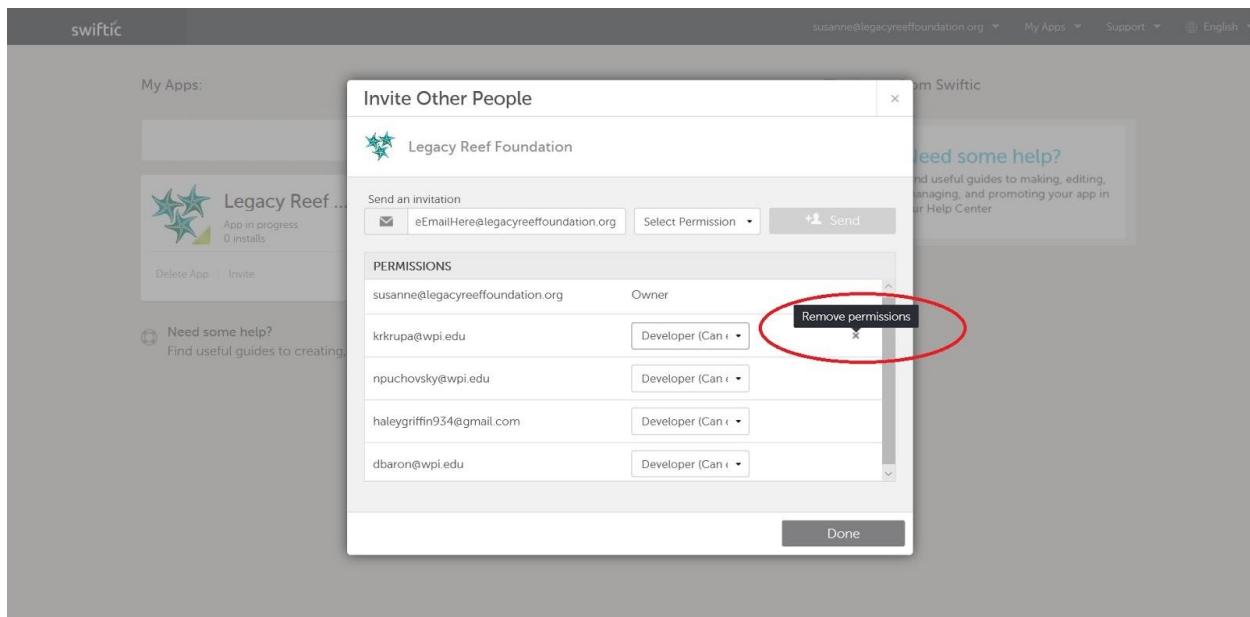 swiftic
susanne@legacyreeffoundation.org My Apps Support English
My Apps:
om Swiftic
Invite Other People
Legacy Reef Foundation
Send an invitation
eEmailHere@legacyreeffoundation.org Select Permission Send
PERMISSIONS
susanne@legacyreeffoundation.org Owner
Remove permissions
krkrupa@wpi.edu Developer (Can
npuchovsky@wpi.edu Developer (Can
haleygriffin934@gmail.com Developer (Can
dbaron@wpi.edu Developer (Can
Done
Legacy Reef ...
App in progress
0 installs
Delete App Invite
Need some help?
Find useful guides to creating,
eed some help?
nd useful guides to making, editing,
anaging, and promoting your app in
ur Help Center